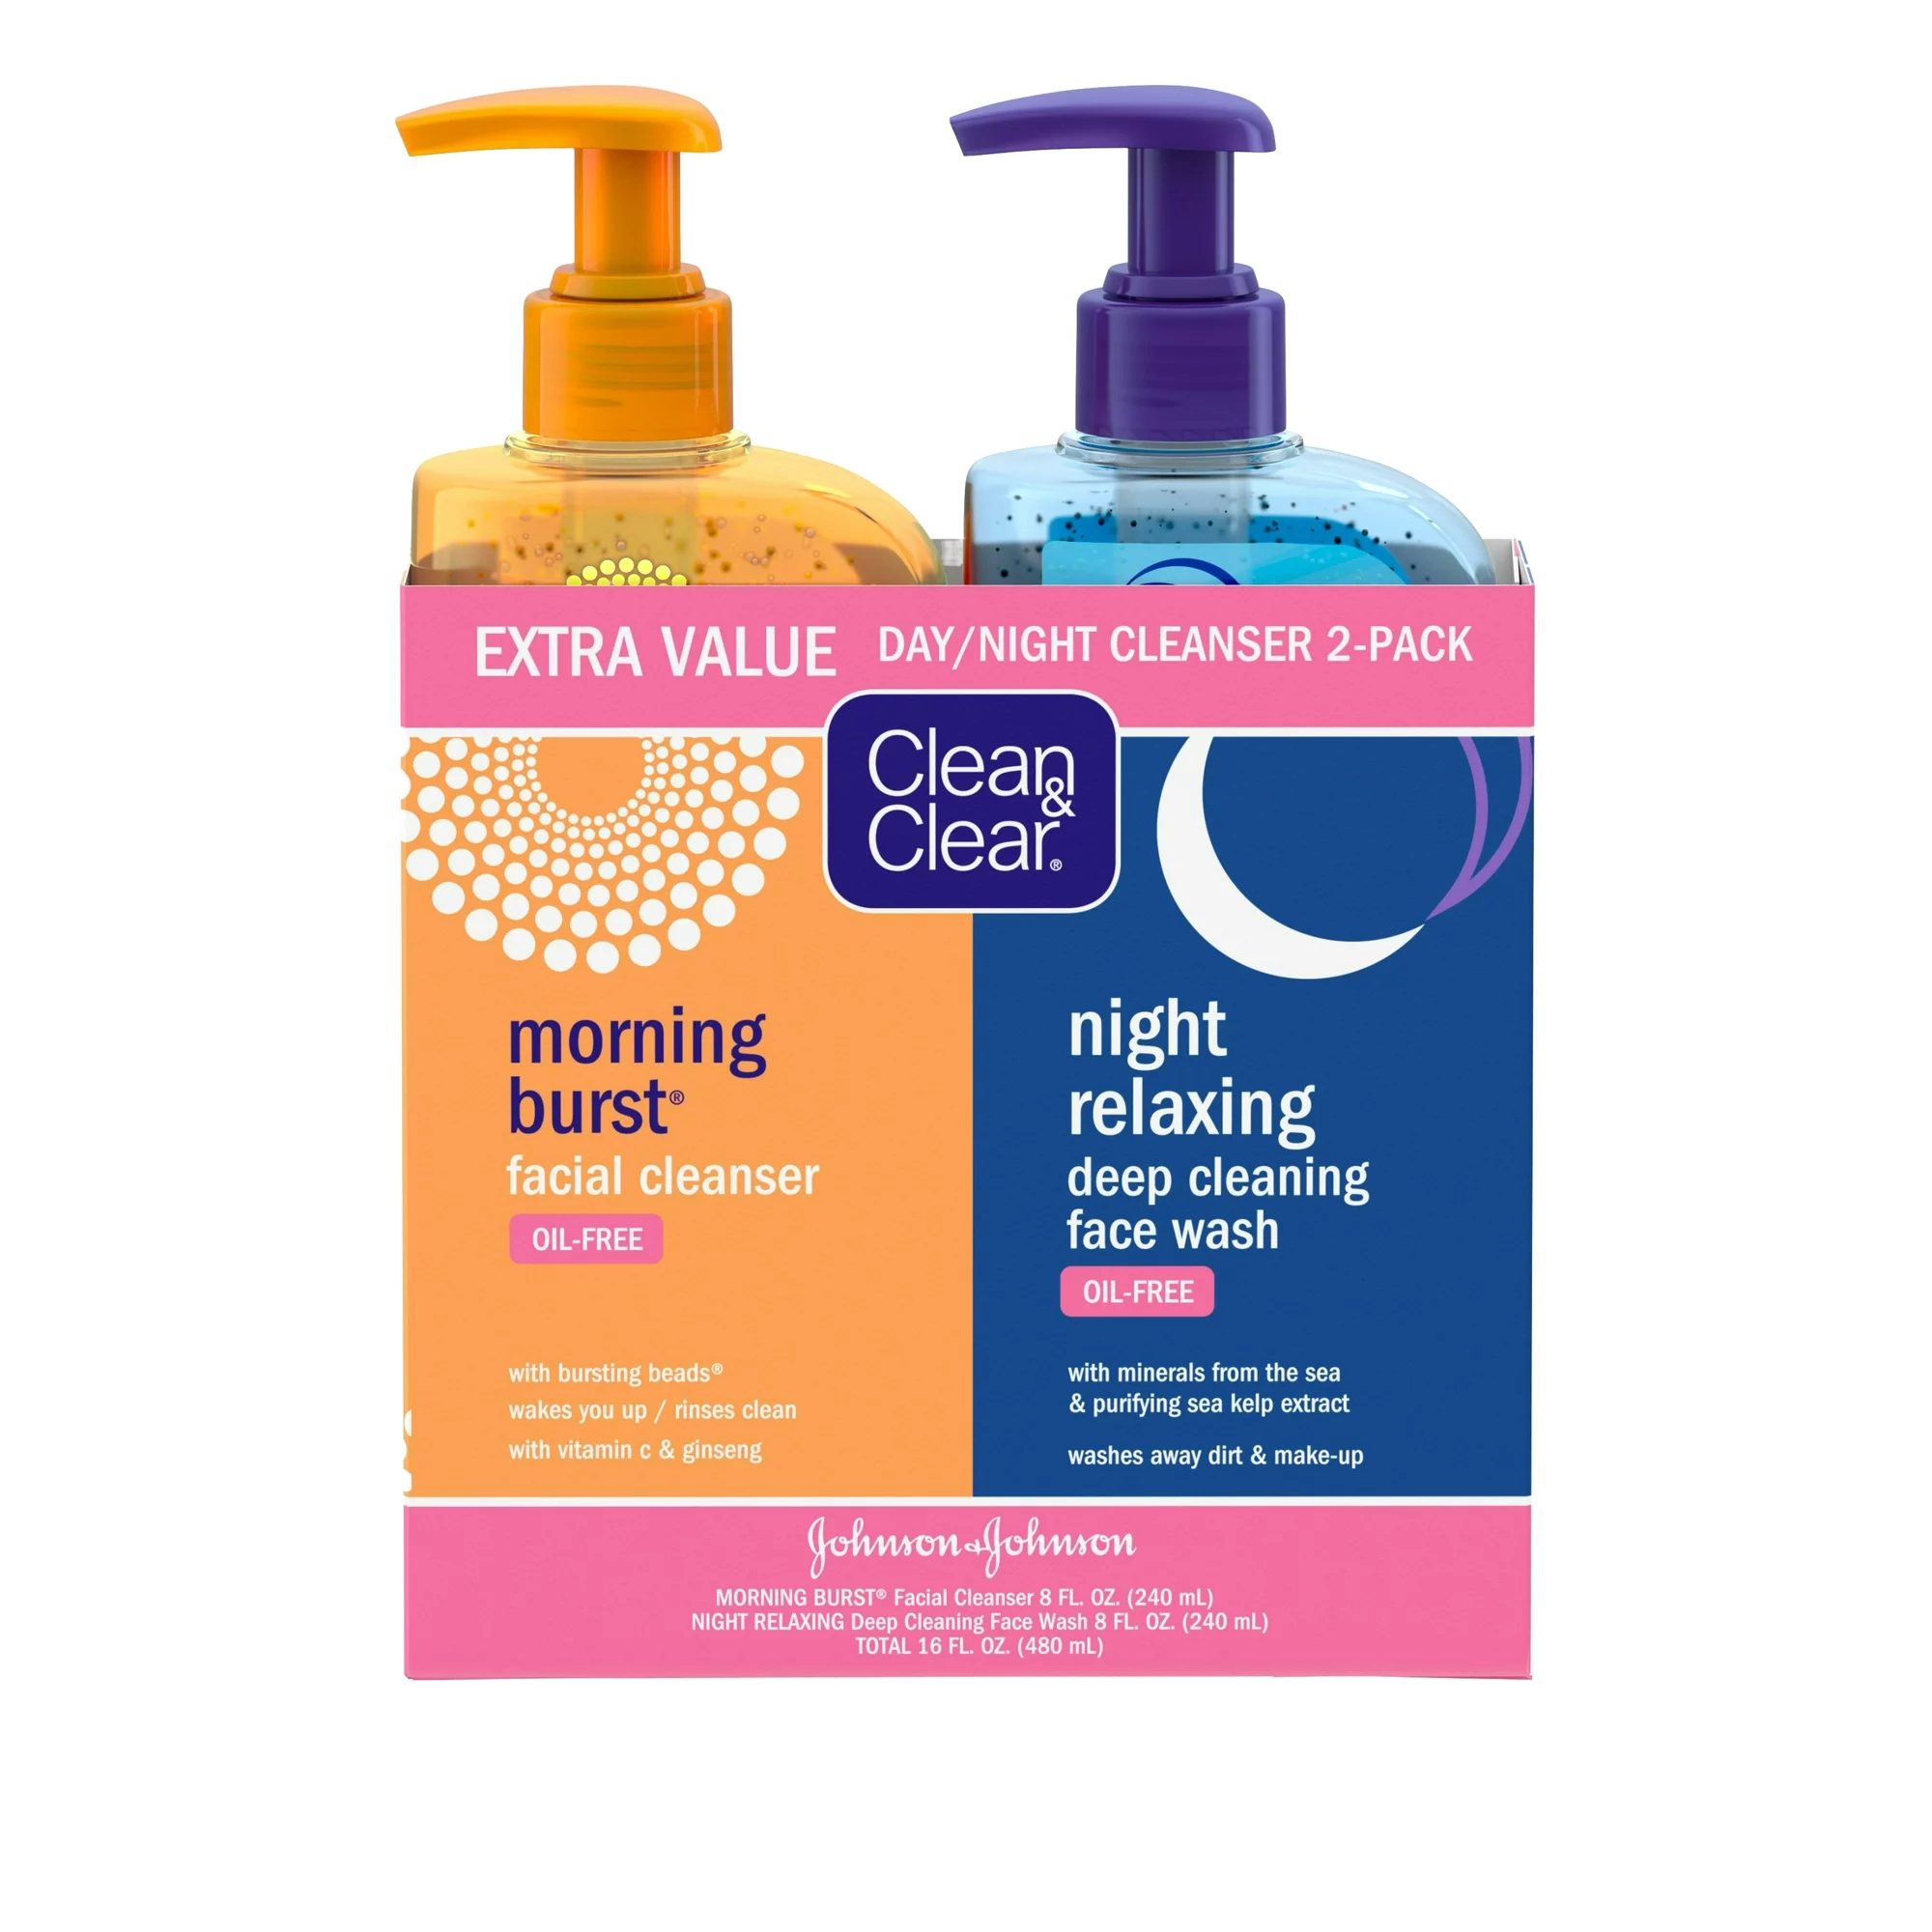 EXTRA VALUE DAY/NIGHT CLEANSER 2-PACK
Clean
&
Clear®
morning
burst®
facial cleanser
OIL-FREE
with bursting beads®
wakes you up / rinses clean
with vitamin c & ginseng
night
relaxing
deep cleaning
face wash
OIL-FREE
with minerals from the sea
& purifying sea kelp extract
washes away dirt & make-up
Johnson & Johnson
MORNING BURST® Facial Cleanser 8 FL. OZ. (240 mL)
NIGHT RELAXING Deep Cleaning Face Wash 8 FL. OZ. (240 mL)
TOTAL 16 FL. OZ. (480 mL)